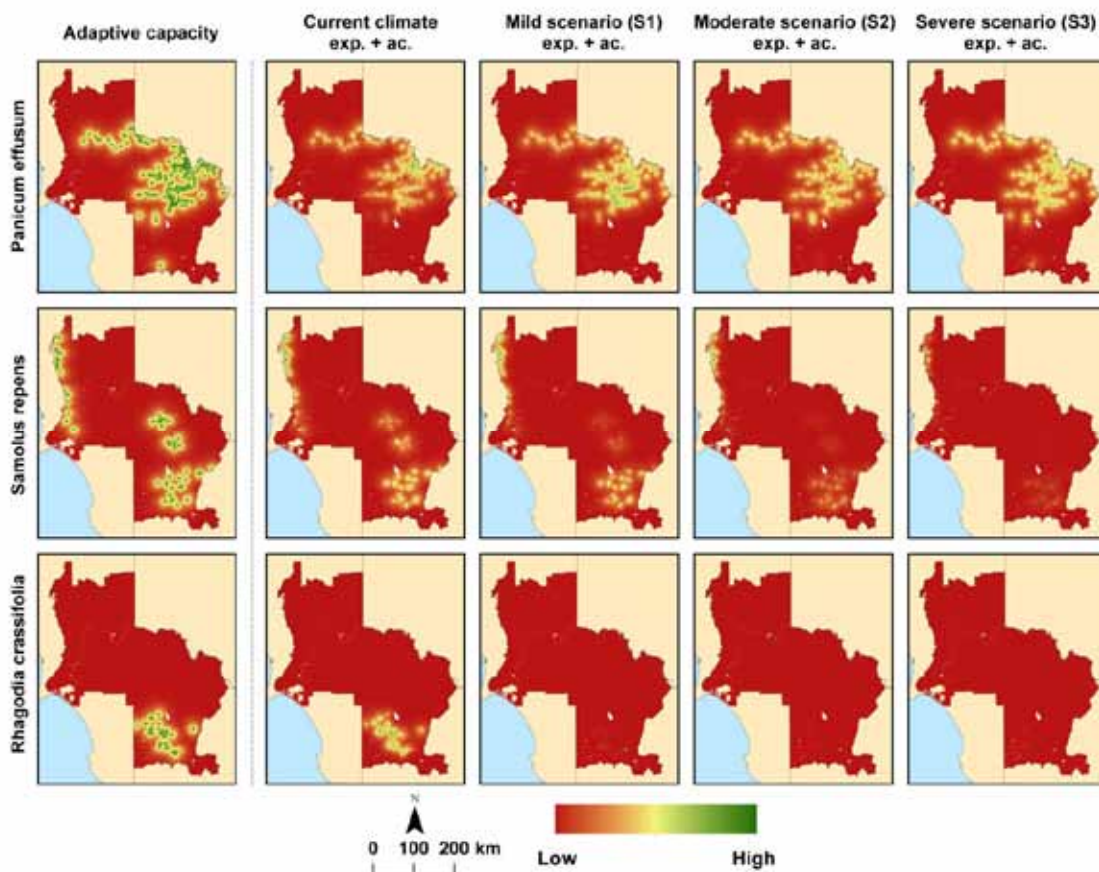 Adaptive capacity
Current climate
exp. + ac.
Mild scenario (S1)
exp. + ac.
Moderate scenario (S2)
exp. + ac.
Severe scenario (S3)
exp. + ac.
Panicum effusum
Samolus repens
Rhagodia crassifolia
N
0 100 200 km
Low High